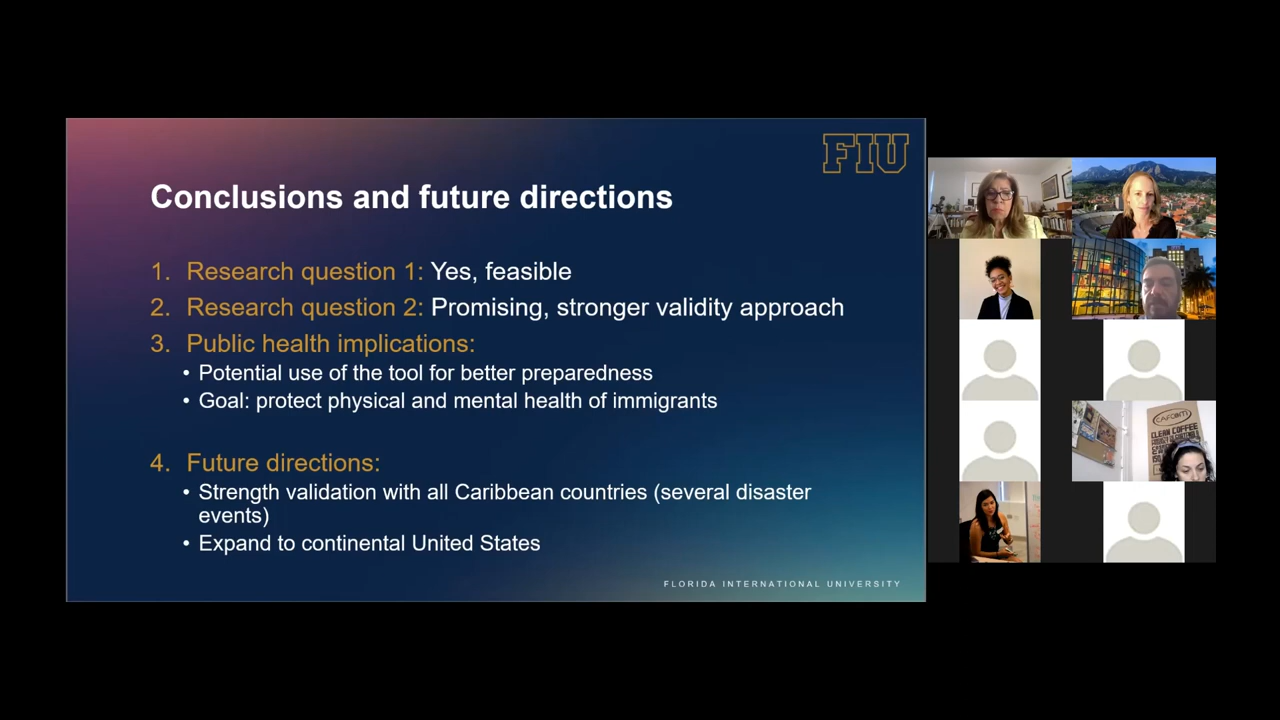 FIU
Conclusions and future directions
1. Research question 1: Yes, feasible
2. Research question 2: Promising, stronger validity approach
3. Public health implications:
• Potential use of the tool for better preparedness
• Goal: protect physical and mental health of immigrants
4. Future directions:
• Strength validation with all Caribbean countries (several disaster
events)
• Expand to continental United States
FLORIDA INTERNATIONAL UNIVERSITY
CLEAN COFFEE